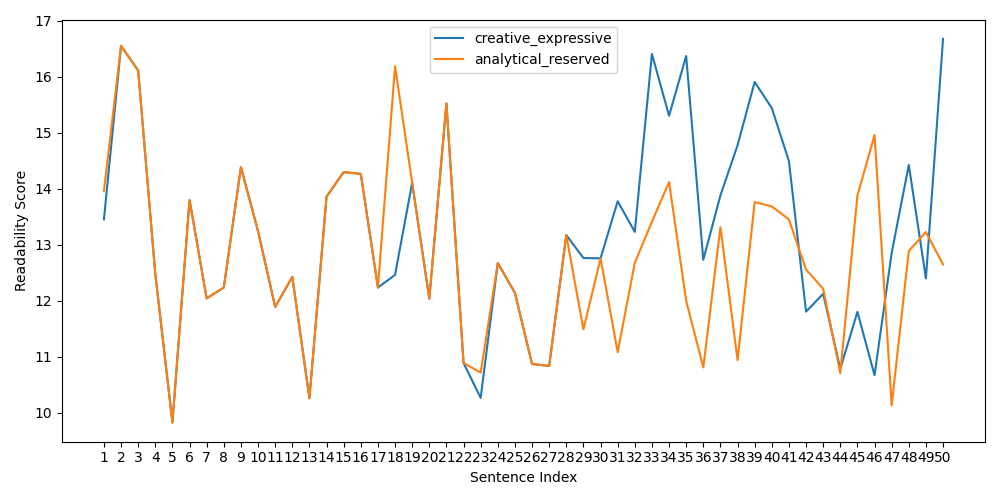 creative_expressive
analytical_reserved
Readability Score
17
16
15
14
13
12
11
10
1 2 3 4 5 6 7 8 9 10 11 12 13 14 15 16 17 18 19 20 21 22 23 24 25 26 27 28 29 30 31 32 33 34 35 36 37 38 39 40 41 42 43 44 45 46 47 48 49 50
Sentence Index